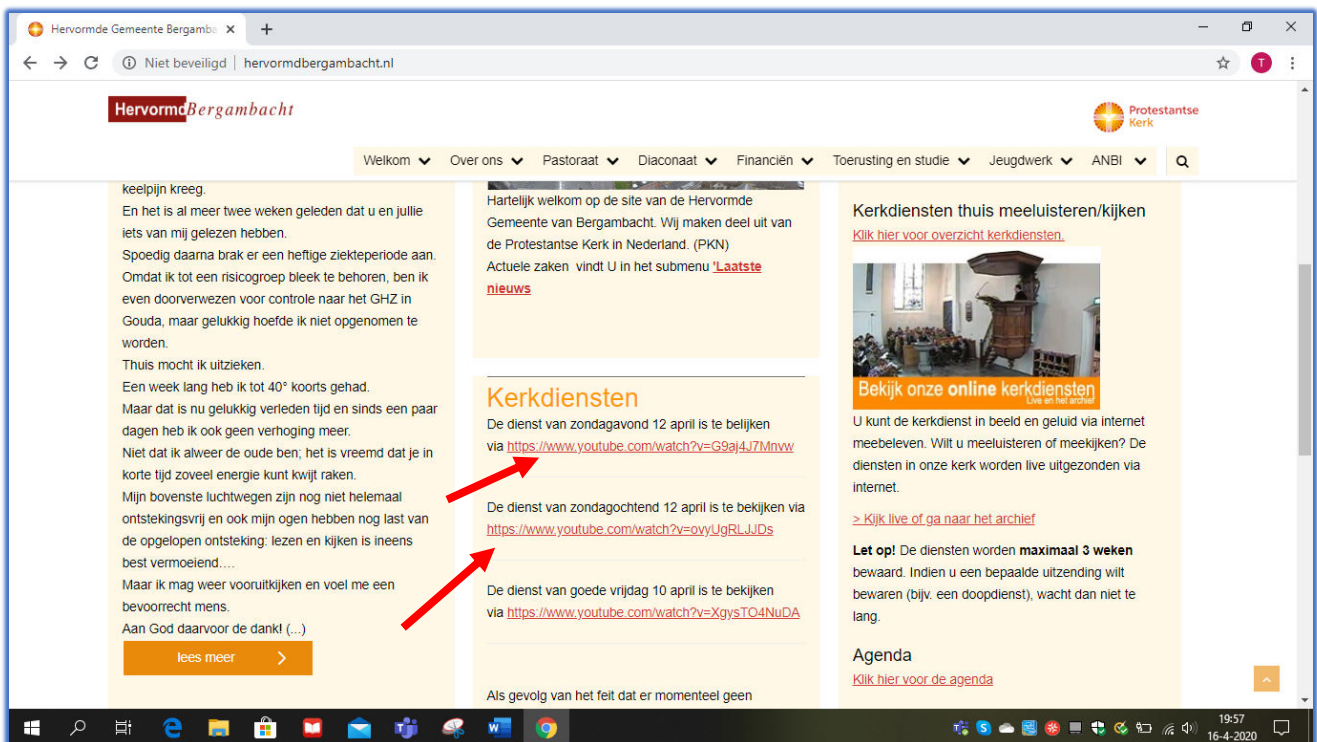 Hervormde Gemeente Bergamba
Niet beveiligd | hervormdbergambacht.nl
T
HervormdBergambacht
Protestantse
Kerk
Welkom Over ons Pastoraat Diaconaat Financiën Toerusting en studie Jeugdwerk ANBI
keelpijn kreeg.
En het is al meer twee weken geleden dat u en jullie
iets van mij gelezen hebben.
Spoedig daarna brak er een heftige ziekteperiode aan.
Omdat ik tot een risicogroep bleek te behoren, ben ik
even doorverwezen voor controle naar het GHZ in
Gouda, maar gelukkig hoefde ik niet opgenomen te
worden.
Thuis mocht ik uitzieken.
Een week lang heb ik tot 40° koorts gehad.
Maar dat is nu gelukkig verleden tijd en sinds een paar
dagen heb ik ook geen verhoging meer.
Niet dat ik alweer de oude ben; het is vreemd dat je in
korte tijd zoveel energie kunt kwijt raken.
Mijn bovenste luchtwegen zijn nog niet helemaal
ontstekingsvrij en ook mijn ogen hebben nog last van
de opgelopen ontsteking: lezen en kijken is ineens
best vermoeiend….
Maar ik mag weer vooruitkijken en voel me een
bevoorrecht mens.
Aan God daarvoor de dank! (...)
lees meer
Hartelijk welkom op de site van de Hervormde
Gemeente van Bergambacht. Wij maken deel uit van
de Protestantse Kerk in Nederland. (PKN)
Actuele zaken vindt U in het submenu 'Laatste
nieuws
Kerkdiensten
De dienst van zondagavond 12 april is te belijken
via https://www.youtube.com/watch?v=G9aj4J7Mnvw
De dienst van zondagochtend 12 april is te bekijken via
https://www.youtube.com/watch?v=ovyUgRLJJDs
De dienst van goede vrijdag 10 april is te bekijken
via https://www.youtube.com/watch?v=XgysTO4NuDA
Als gevolg van het feit dat er momenteel geen
Kerkdiensten thuis meeluisteren/kijken
Klik hier voor overzicht kerkdiensten.
Bekijk onze online kerkdiensten
Live en het archief
U kunt de kerkdienst in beeld en geluid via internet
meebeleven. Wilt u meeluisteren of meekijken? De
diensten in onze kerk worden live uitgezonden via
internet.
> Kijk live of ga naar het archief
Let op! De diensten worden maximaal 3 weken
bewaard. Indien u een bepaalde uitzending wilt
bewaren (bijv. een doopdienst), wacht dan niet te
lang.
Agenda
Klik hier voor de agenda
19:57
16-4-2020